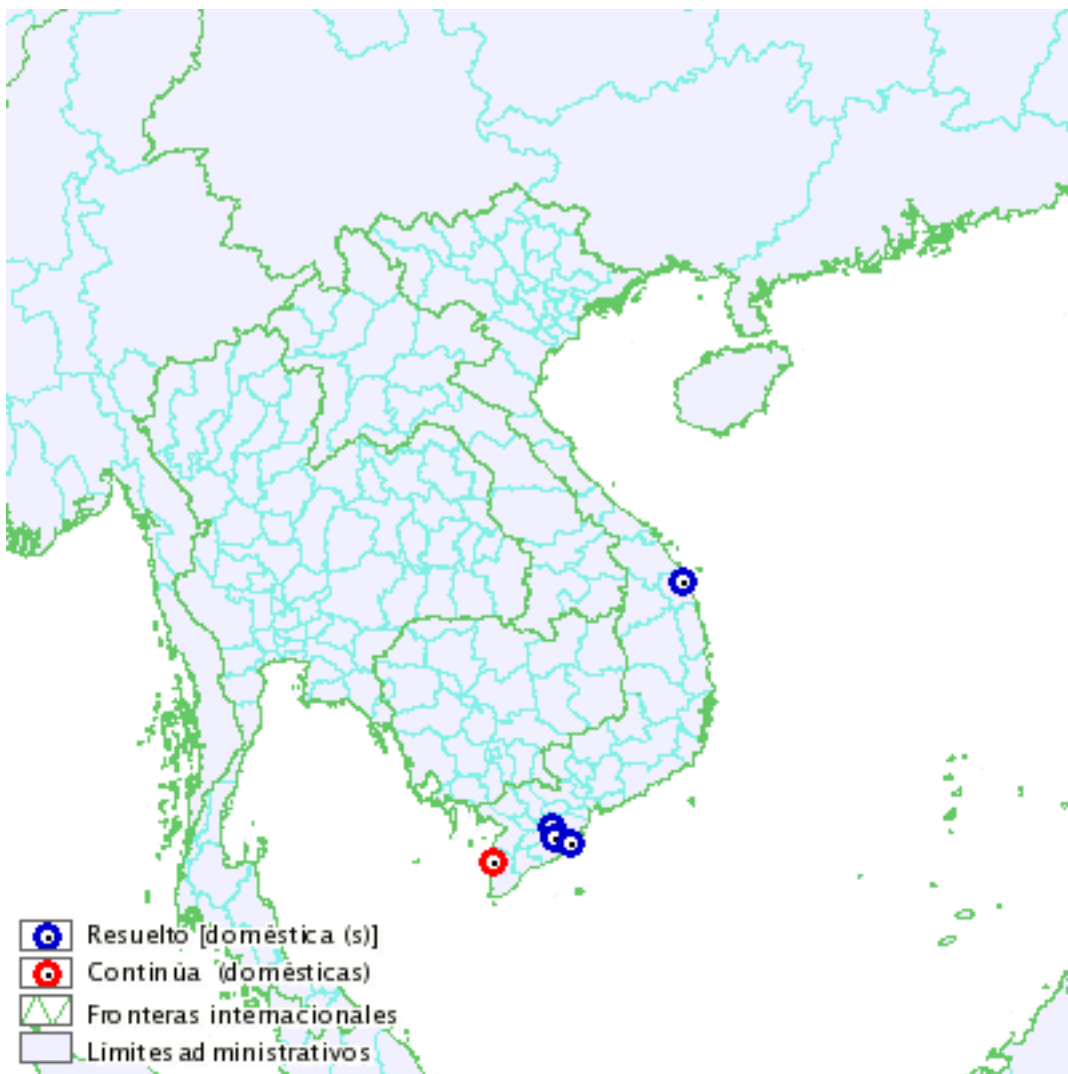 Resuelto [doméstica (s)]
Continúa (domésticas)
Fronteras internacionales
Límites administrativos